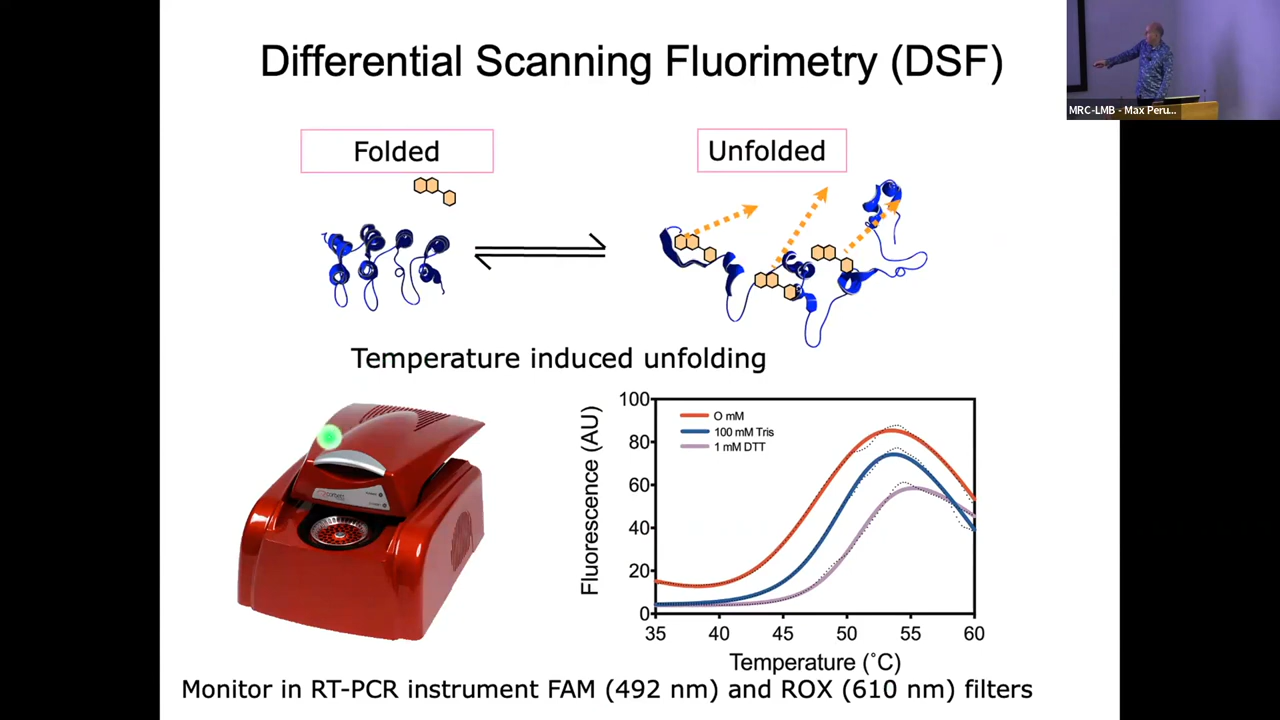 Differential Scanning Fluorimetry (DSF)
MRC-LMB - Max Peru...
Folded
Unfolded
Temperature induced unfolding
Fluorescence (AU)
100
80
60
40
20
0
O mM
100 mM Tris
1 mM DTT
35 40 45 50 55 60
Temperature (˚C)
Monitor in RT-PCR instrument FAM (492 nm) and ROX (610 nm) filters